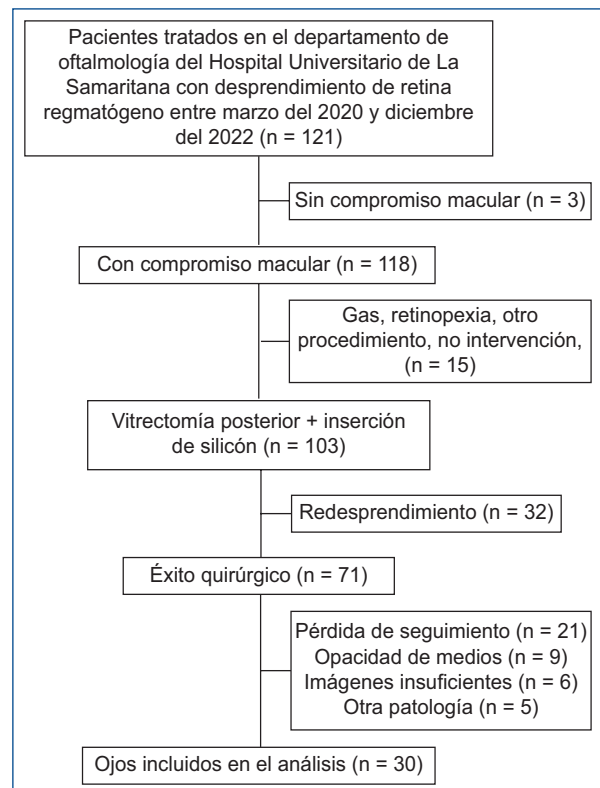 Pacientes tratados en el departamento de
oftalmología del Hospital Universitario de La
Samaritana con desprendimiento de retina
regmatógeno entre marzo del 2020 y diciembre
del 2022 (n = 121)
Sin compromiso macular (n = 3)
Con compromiso macular (n = 118)
Gas, retinopexia, otro
procedimiento, no intervención,
(n = 15)
Vitrectomía posterior + inserción
de silicón (n = 103)
Redesprendimiento (n = 32)
Éxito quirúrgico (n = 71)
Pérdida de seguimiento (n = 21)
Opacidad de medios (n = 9)
Imágenes insuficientes (n = 6)
Otra patología (n = 5)
Ojos incluidos en el análisis (n = 30)